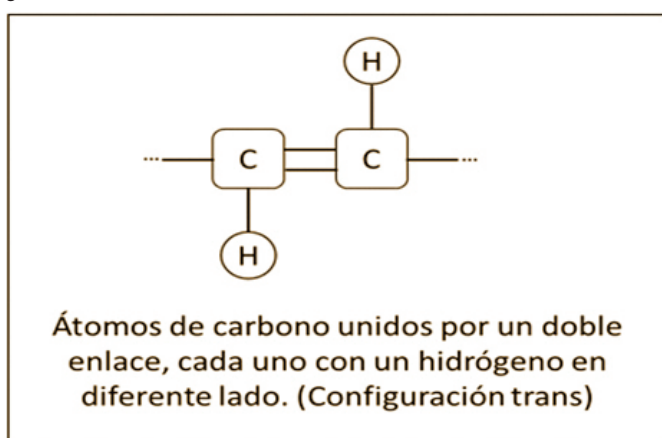 H
... C C ...
H
Átomos de carbono unidos por un doble
enlace, cada uno con un hidrógeno en
diferente lado. (Configuración trans)